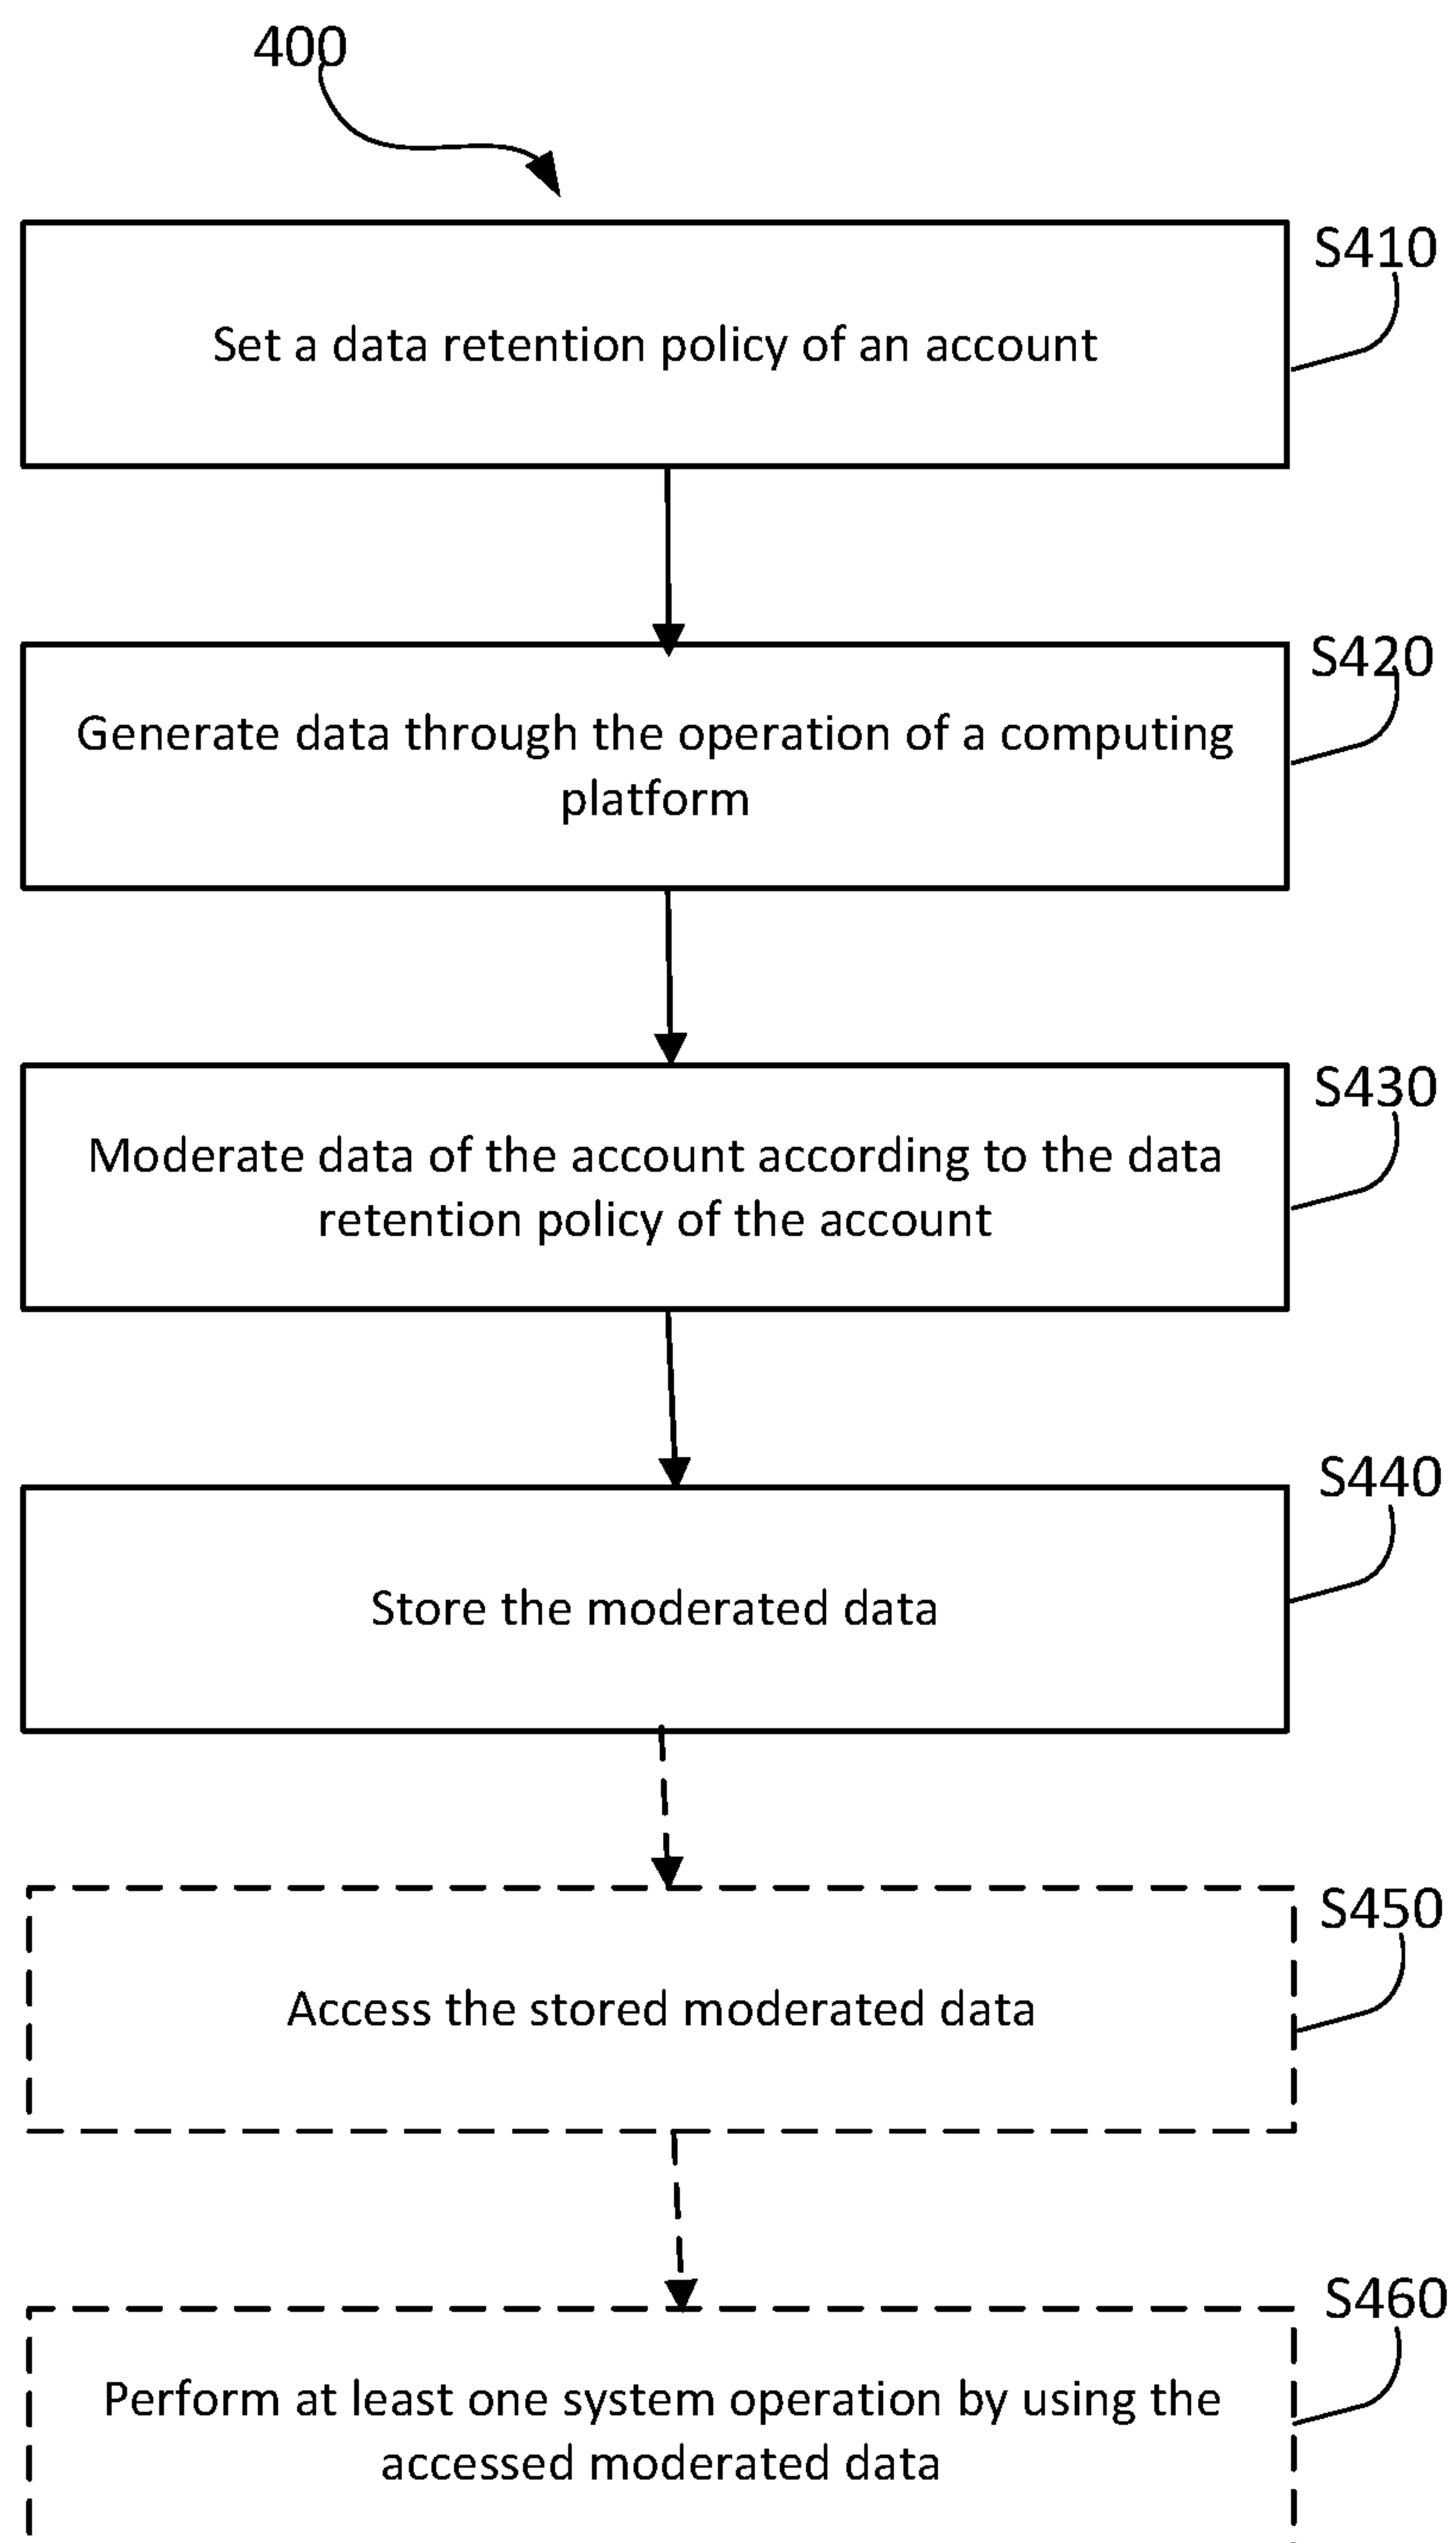 400
S410
Set a data retention policy of an account
S420
Generate data through the operation of a computing
platform
S430
Moderate data of the account according to the data
retention policy of the account
S440
Store the moderated data
S450
Access the stored moderated data
S460
Perform at least one system operation by using the
accessed moderated data